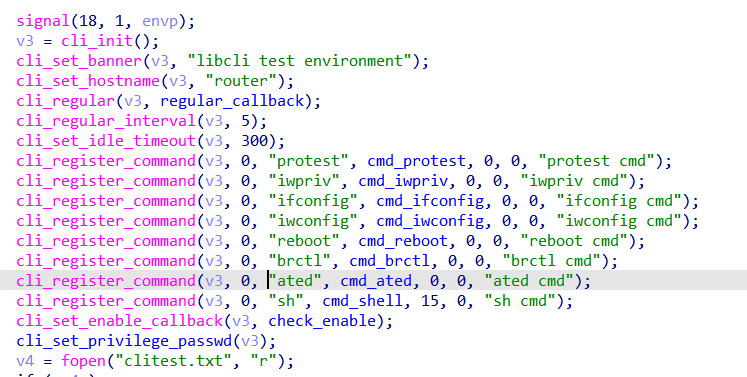 signal(18, 1, envp);
v3 = cli_init();
cli_set_banner(v3, "libcli test environment");
cli_set_hostname(v3, "router");
cli_regular(v3, regular_callback);
cli_regular_interval(v3, 5);
cli_set_idle_timeout(v3, 300);
cli_register_command(v3, 0, "protest", cmd_protest, 0, 0, "protest cmd");
cli_register_command(v3, 0, "iwpriv", cmd_iwpriv, 0, 0, "iwpriv cmd");
cli_register_command(v3, 0, "ifconfig", cmd_ifconfig, 0, 0, "ifconfig cmd");
cli_register_command(v3, 0, "iwconfig", cmd_iwconfig, 0, 0, "iwconfig cmd");
cli_register_command(v3, 0, "reboot", cmd_reboot, 0, 0, "reboot cmd");
cli_register_command(v3, 0, "brctl", cmd_brctl, 0, 0, "brctl cmd");
cli_register_command(v3, 0, "ated", cmd_ated, 0, 0, "ated cmd");
cli_register_command(v3, 0, "sh", cmd_shell, 15, 0, "sh cmd");
cli_set_enable_callback(v3, check_enable);
cli_set_privilege_passwd(v3);
v4 = fopen("clitest.txt", "r");